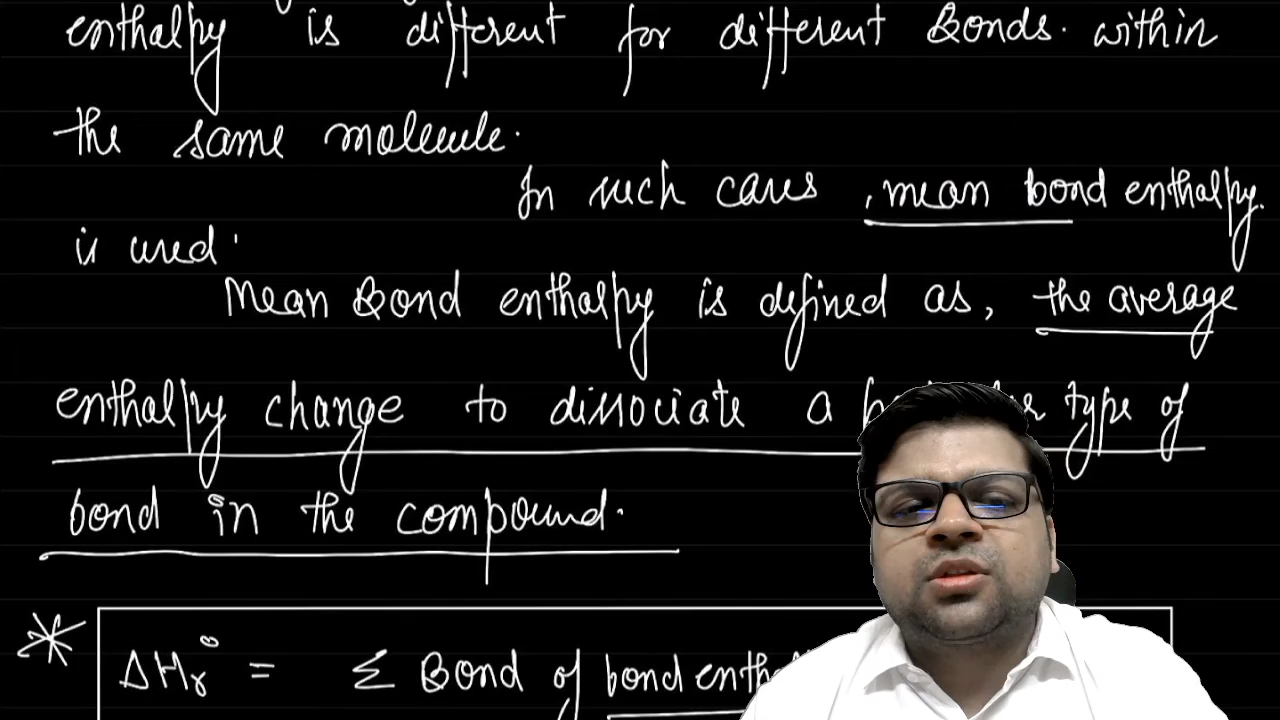 enthalpy is different for different Bonds. within
the same molecule.
In such cases, mean bond enthalpy.
is used.
Mean Bond enthalpy is defined as, the average
enthalpy change to dissociate a type of
bond in the compound.
* ΔHr° = Σ Bond of bond